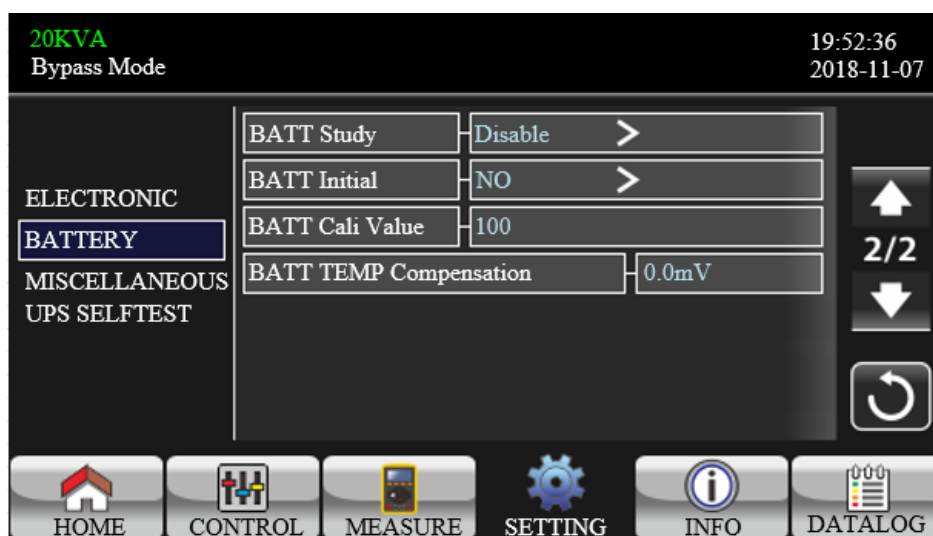 20KVA
Bypass Mode
19:52:36
2018-11-07
ELECTRONIC
BATTERY
MISCELLANEOUS
UPS SELFTEST
BATT Study Disable
BATT Initial NO
BATT Cali Value 100
BATT TEMP Compensation 0.0mV
2/2
HOME CONTROL MEASURE SETTING INFO DATALOG